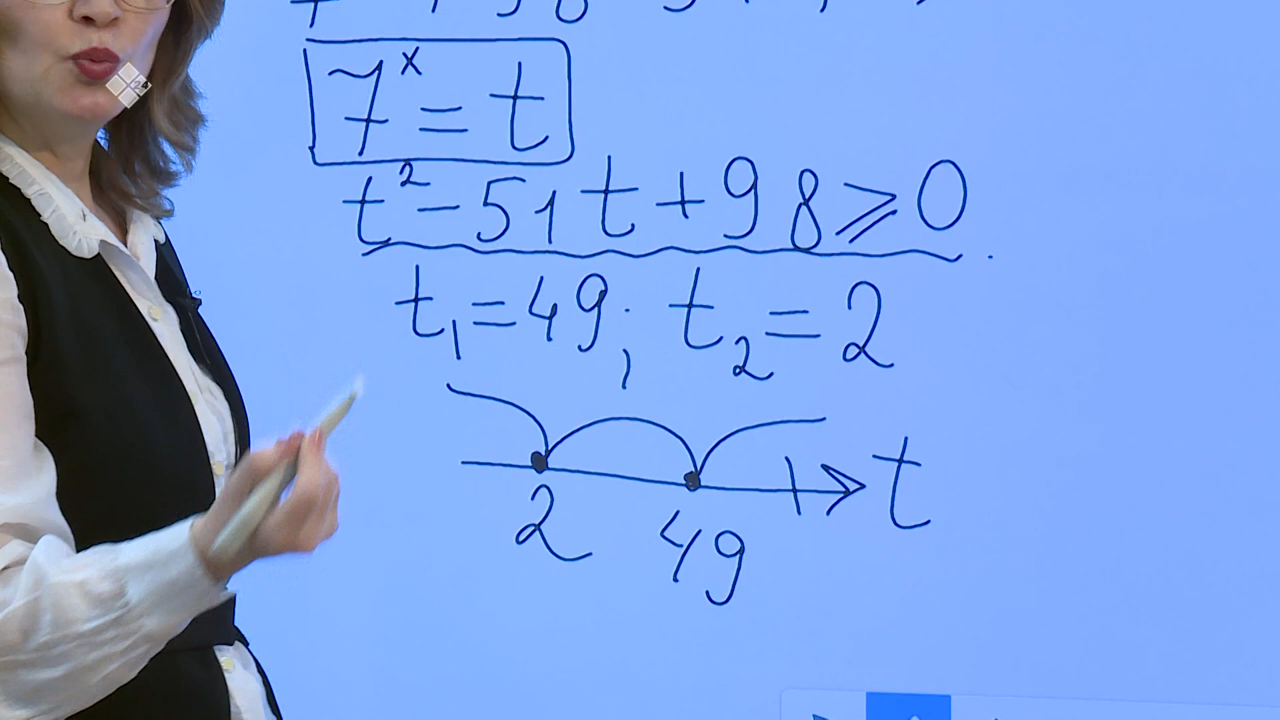 7ˣ = t
t² - 51t + 98 ⩾ 0
t₁ = 49; t₂ = 2
t
2 49